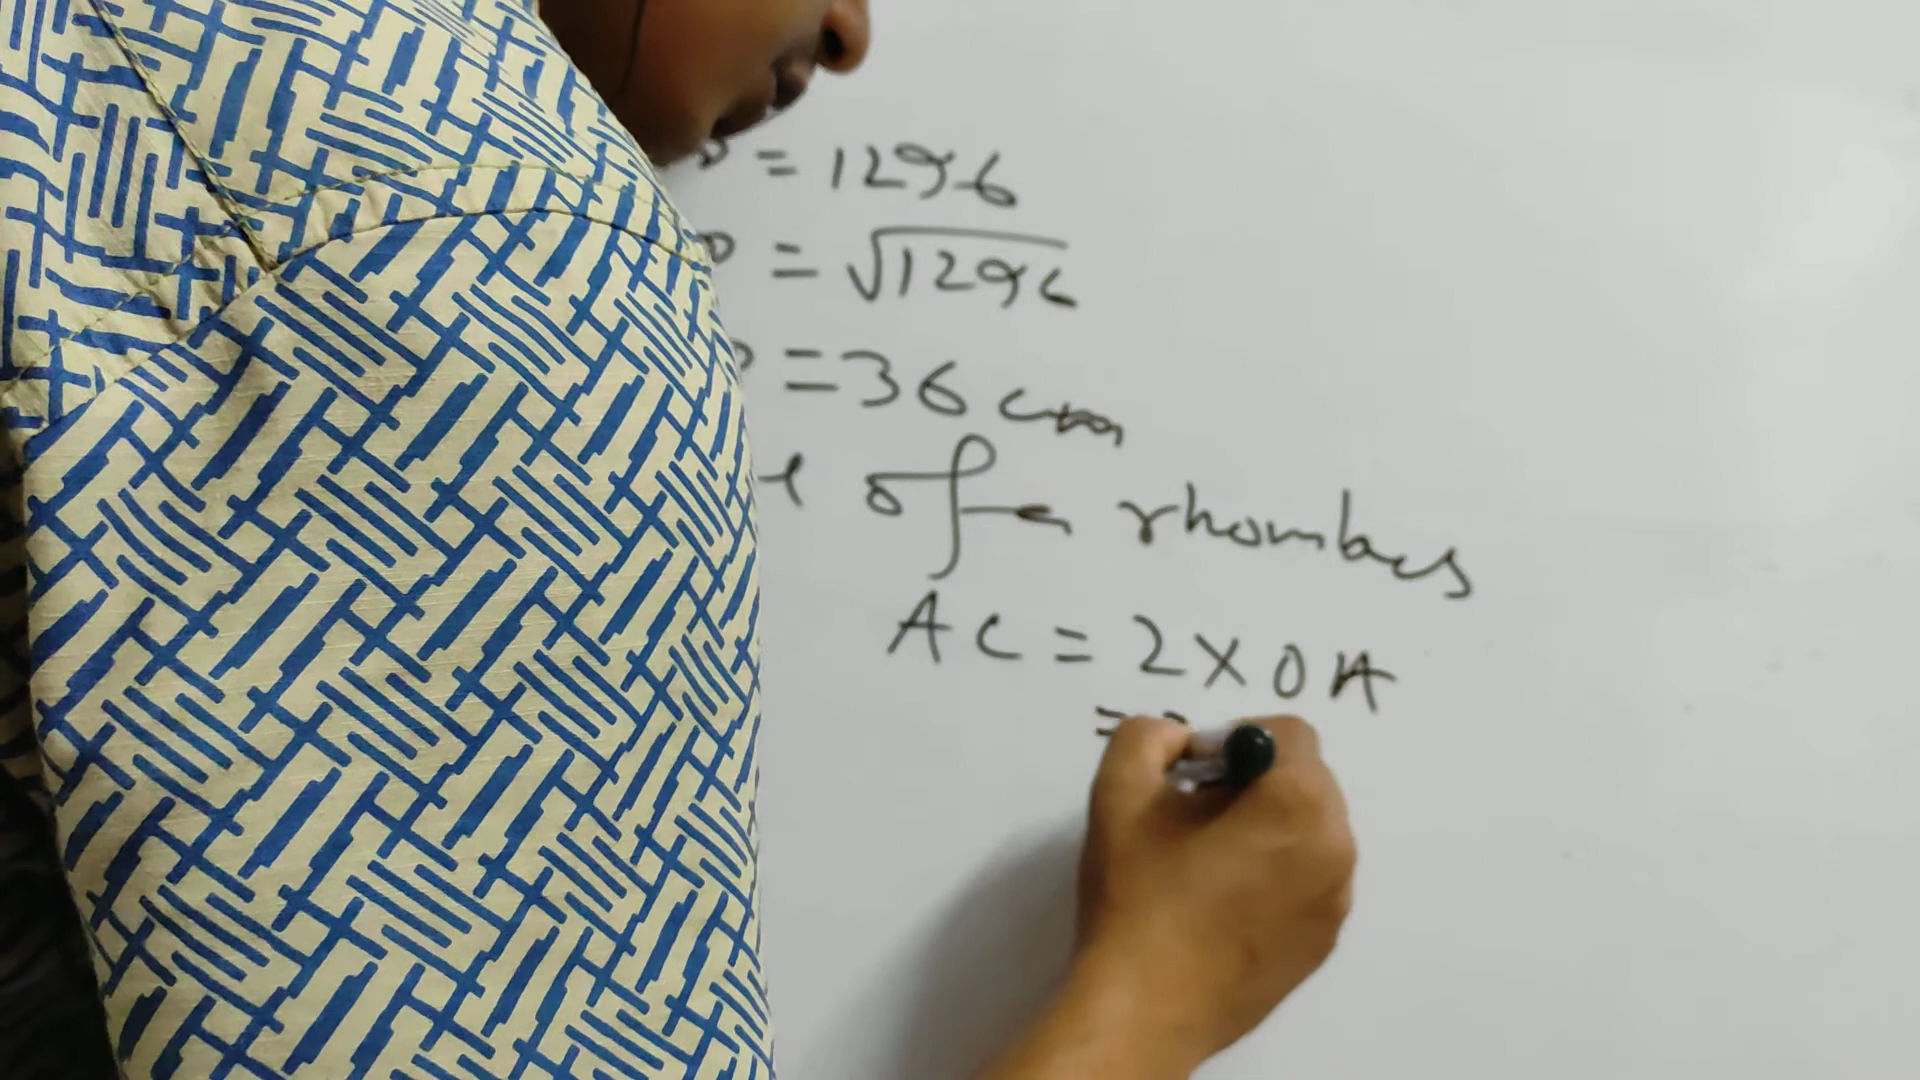 = 1296
= √1296
= 36 cm
of a rhombus
AC = 2 X OA
=